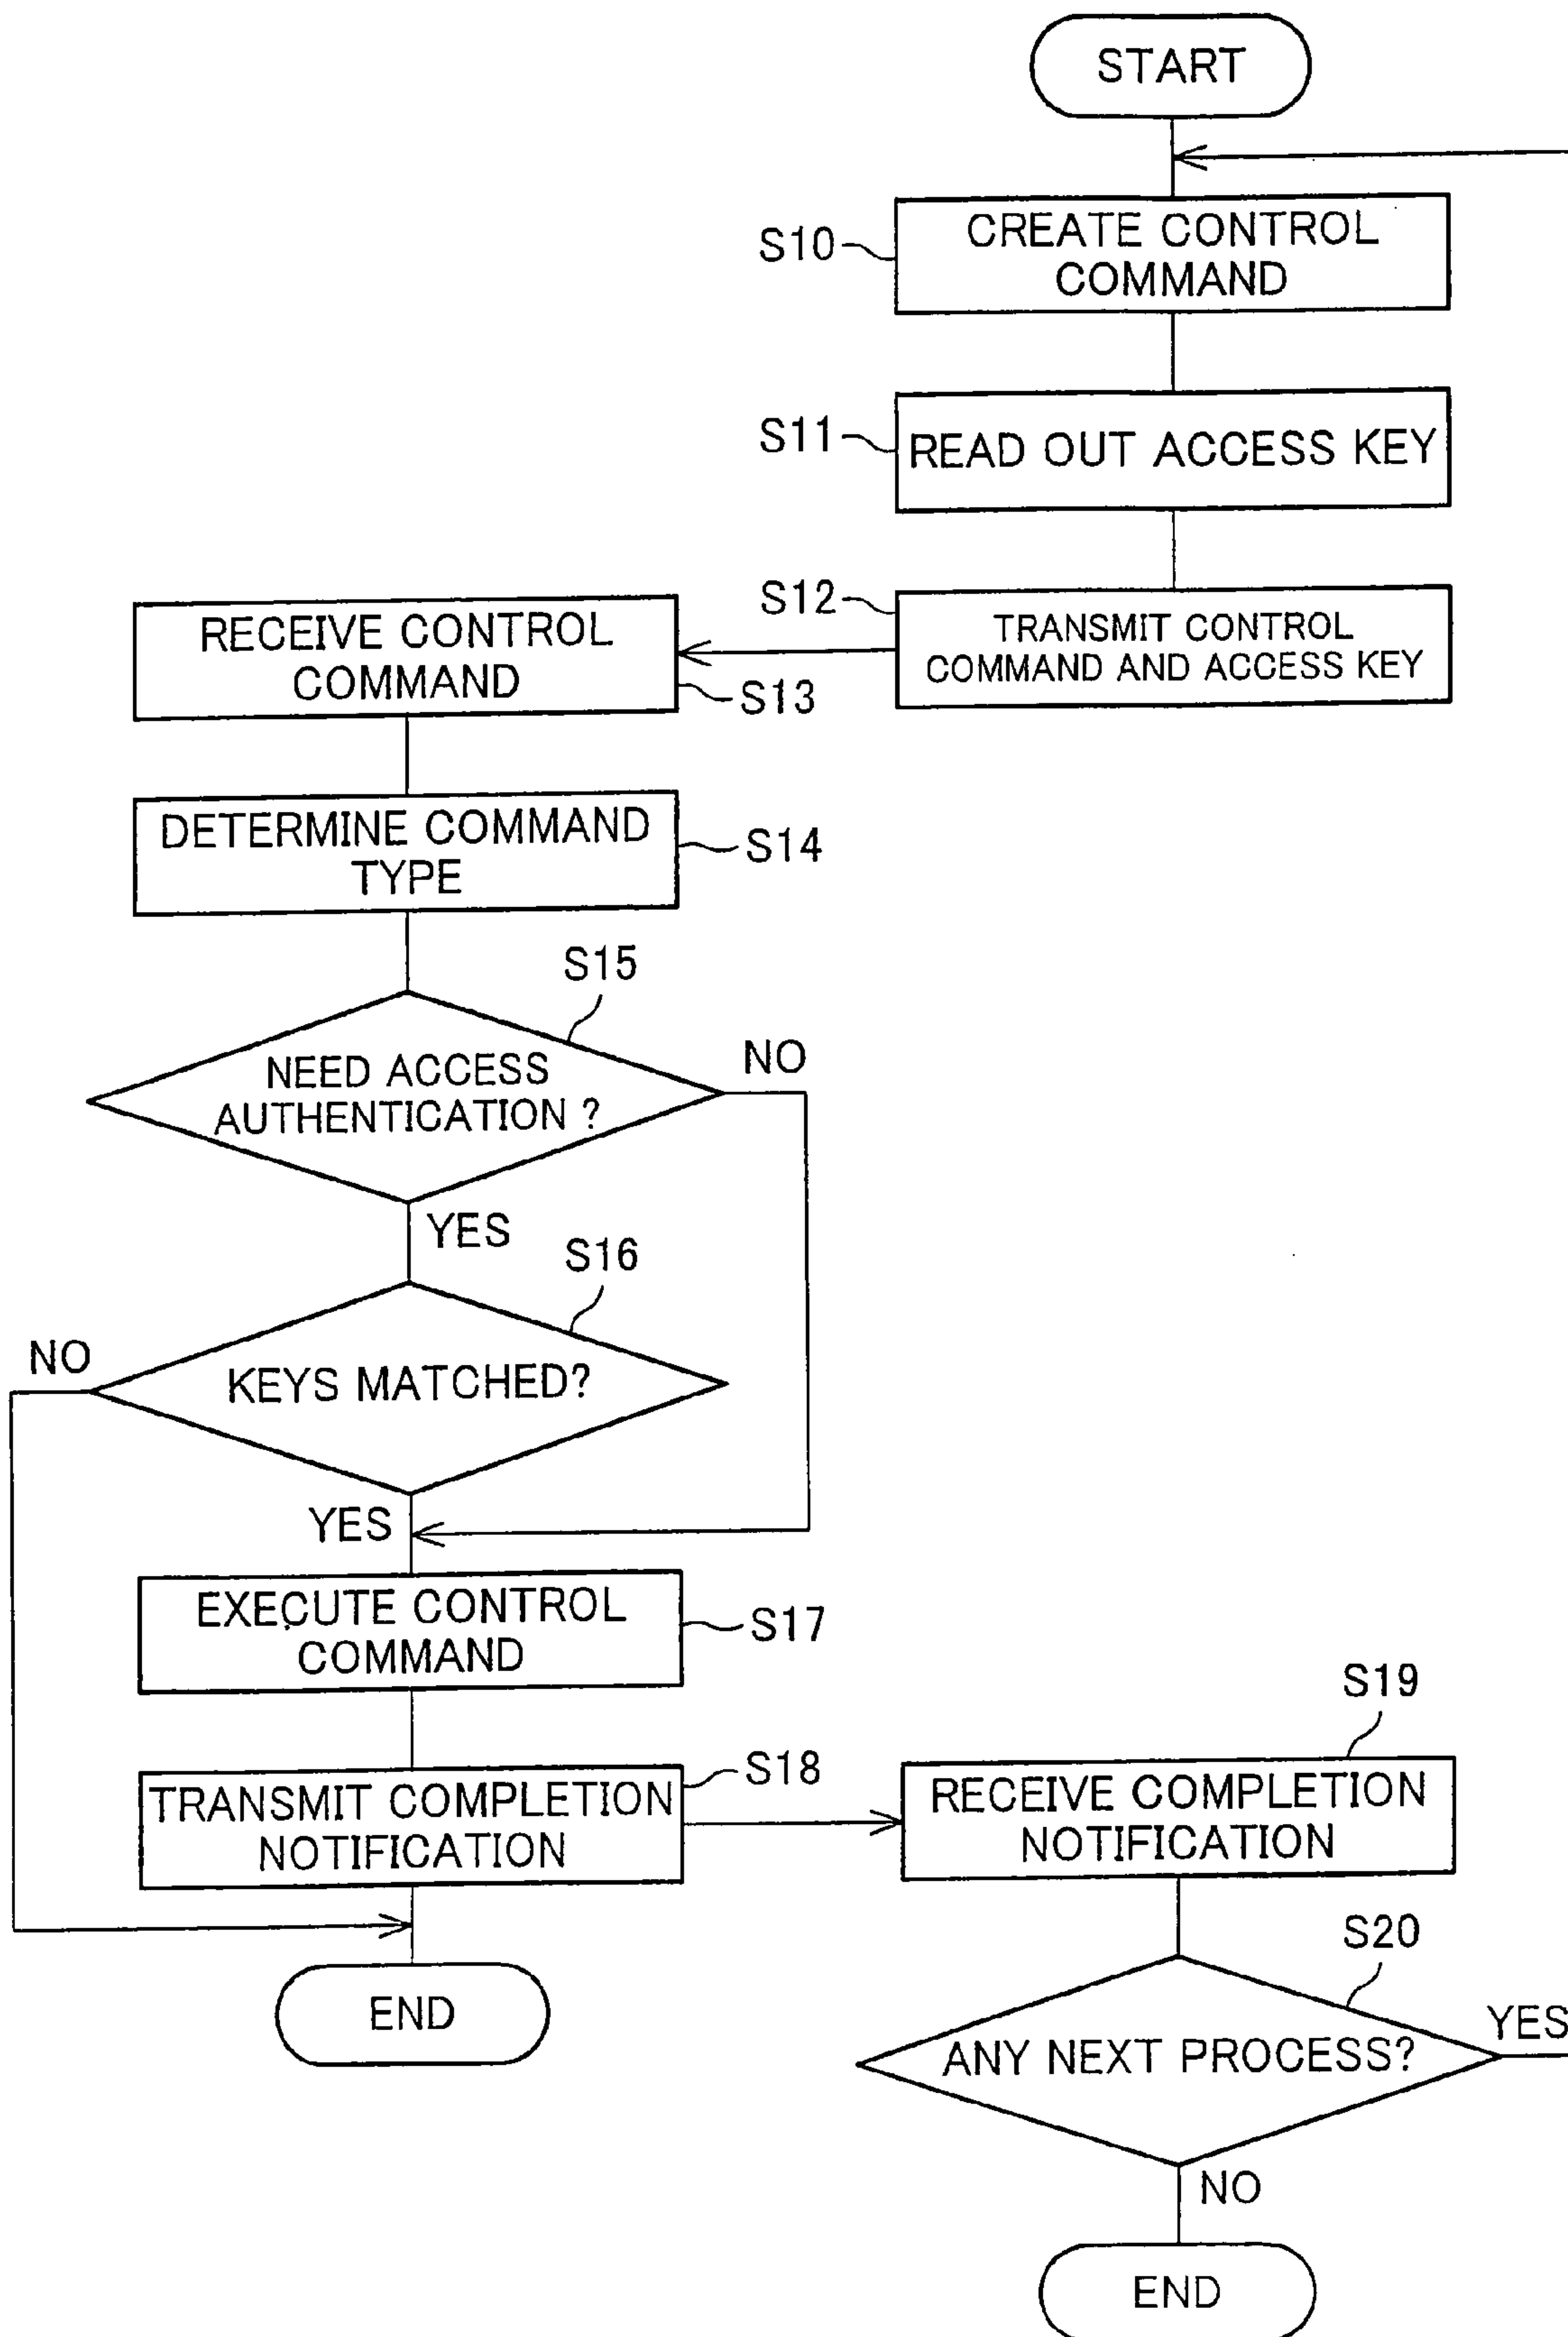 START
S10
CREATE CONTROL
COMMAND
S11
READ OUT ACCESS KEY
S12
TRANSMIT CONTROL
COMMAND AND ACCESS KEY
RECEIVE CONTROL
COMMAND
S13
DETERMINE COMMAND
TYPE
S14
S15
NEED ACCESS
AUTHENTICATION ?
NO
YES
S16
NO
KEYS MATCHED?
YES
EXECUTE CONTROL
COMMAND
S17
S18
TRANSMIT COMPLETION
NOTIFICATION
S19
RECEIVE COMPLETION
NOTIFICATION
END
S20
ANY NEXT PROCESS?
YES
NO
END